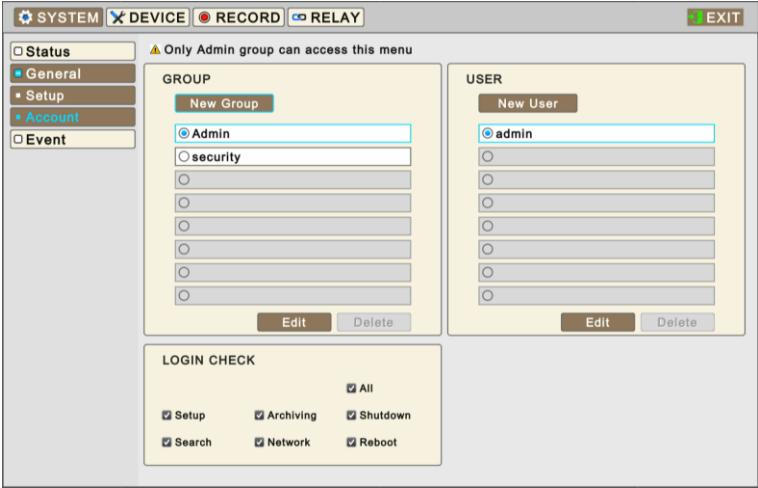 SYSTEM DEVICE RECORD RELAY EXIT
Status
General
Setup
Account
Event
Only Admin group can access this menu
GROUP
New Group
Admin
security
Edit Delete
USER
New User
admin
Edit Delete
LOGIN CHECK
All
Setup Archiving Shutdown
Search Network Reboot